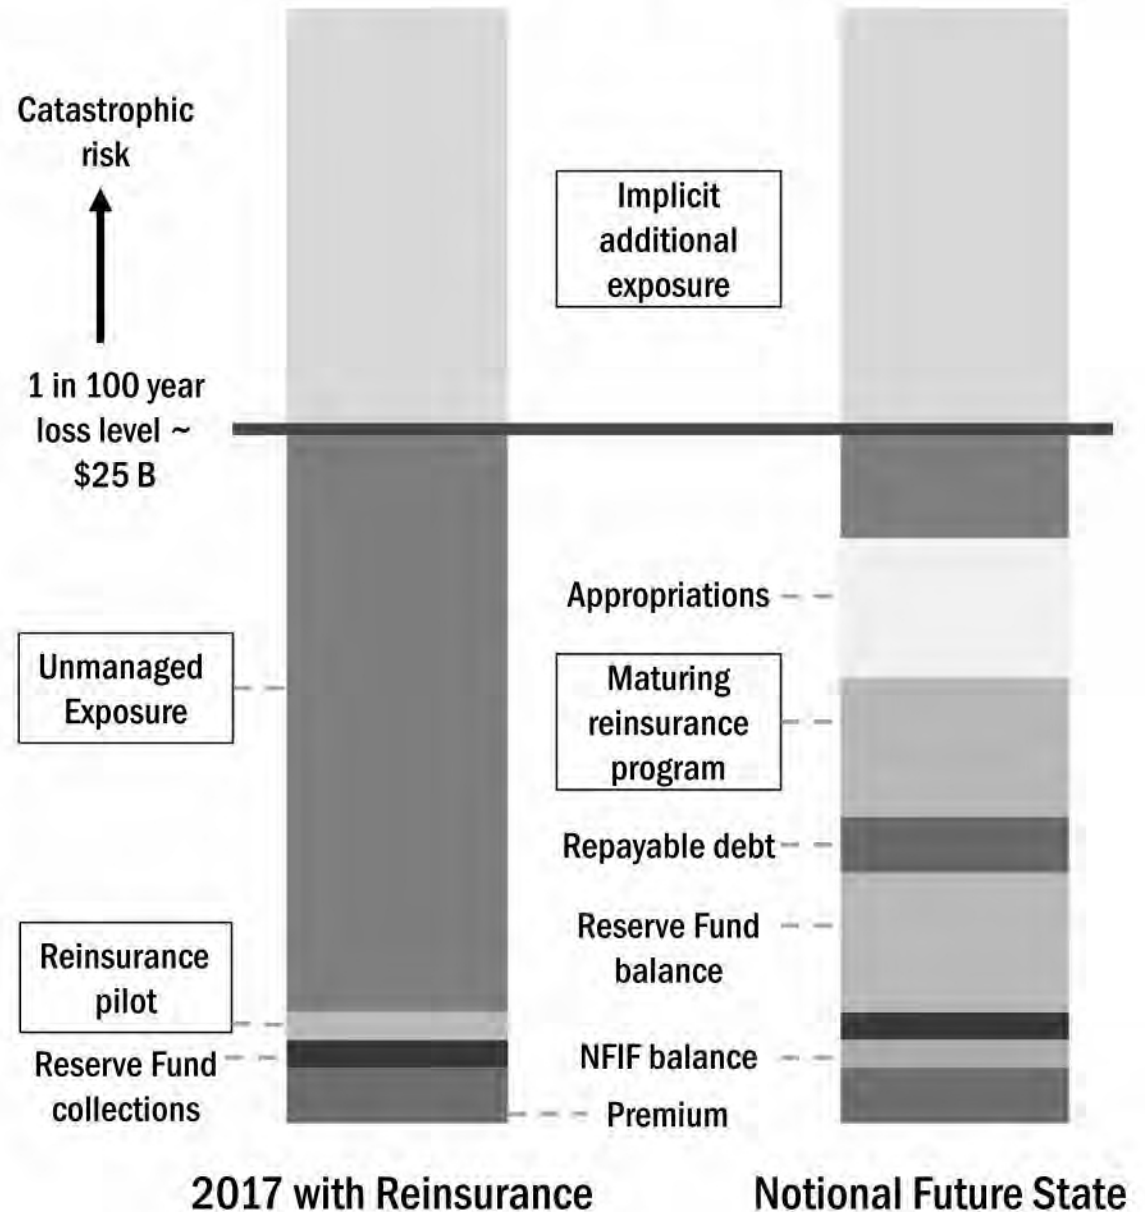 Catastrophic
risk
Implicit
additional
exposure
1 in 100 year
loss level ~
$25 B
Appropriations
Unmanaged
Exposure
Maturing
reinsurance
program
Repayable debt
Reserve Fund
balance
Reinsurance
pilot
Reserve Fund
collections
NFIF balance
Premium
2017 with Reinsurance
Notional Future State